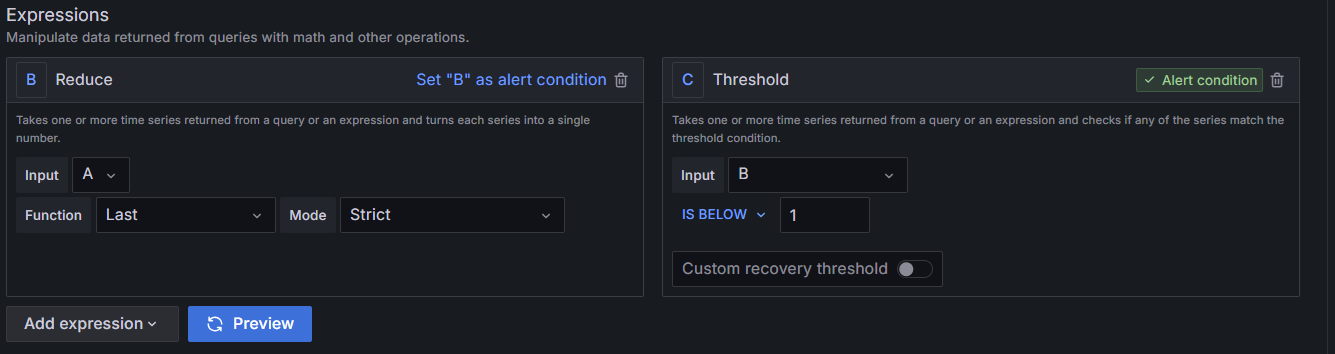 Expressions
Manipulate data returned from queries with math and other operations.
B Reduce Set "B" as alert condition
Takes one or more time series returned from a query or an expression and turns each series into a single
number.
Input A
Function Last Mode Strict
C Threshold Alert condition
Takes one or more time series returned from a query or an expression and checks if any of the series match the
threshold condition.
Input B
IS BELOW 1
Custom recovery threshold
Add expression Preview